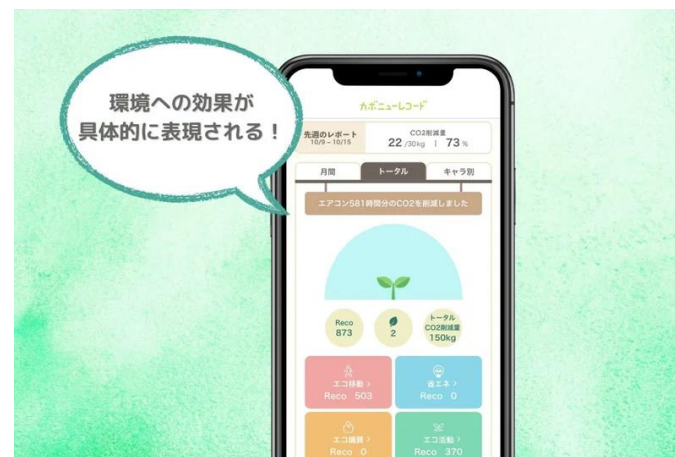 環境への効果が
具体的に表現される！
カボニューレコード
先週のレポート
10/9 - 10/15
CO2削減量
22 /30kg | 73 %
月間
トータル
キャラ別
エアコン581時間分のCO2を削減しました
Reco
873
2
トータル
CO2削減量
150kg
エコ移動 >
Reco 503
省エネ >
Reco 0
エコ購買 >
Reco 0
エコ活動 >
Reco 370